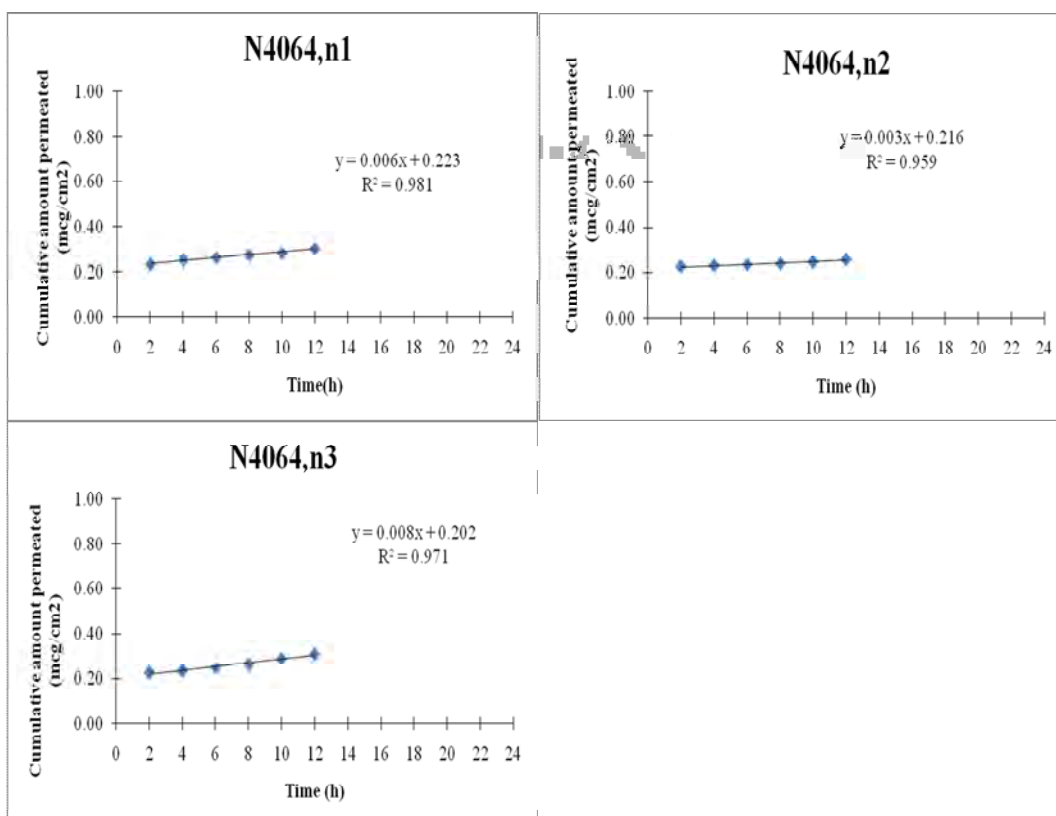 N4064,n1
Cumulative amount permeated
(mcg/cm2)
1.00
0.80
0.60
0.40
0.20
0.00
y = 0.006x + 0.223
R² = 0.981
0 2 4 6 8 10 12 14 16 18 20 22 24
Time(h)
N4064,n2
Cumulative amount permeated
(mcg/cm2)
1.00
0.80
0.60
0.40
0.20
0.00
y = 0.003x + 0.216
R² = 0.959
0 2 4 6 8 10 12 14 16 18 20 22 24
Time (h)
N4064,n3
Cumulative amount permeated
(mcg/cm2)
1.00
0.80
0.60
0.40
0.20
0.00
y = 0.008x + 0.202
R² = 0.971
0 2 4 6 8 10 12 14 16 18 20 22 24
Time (h)